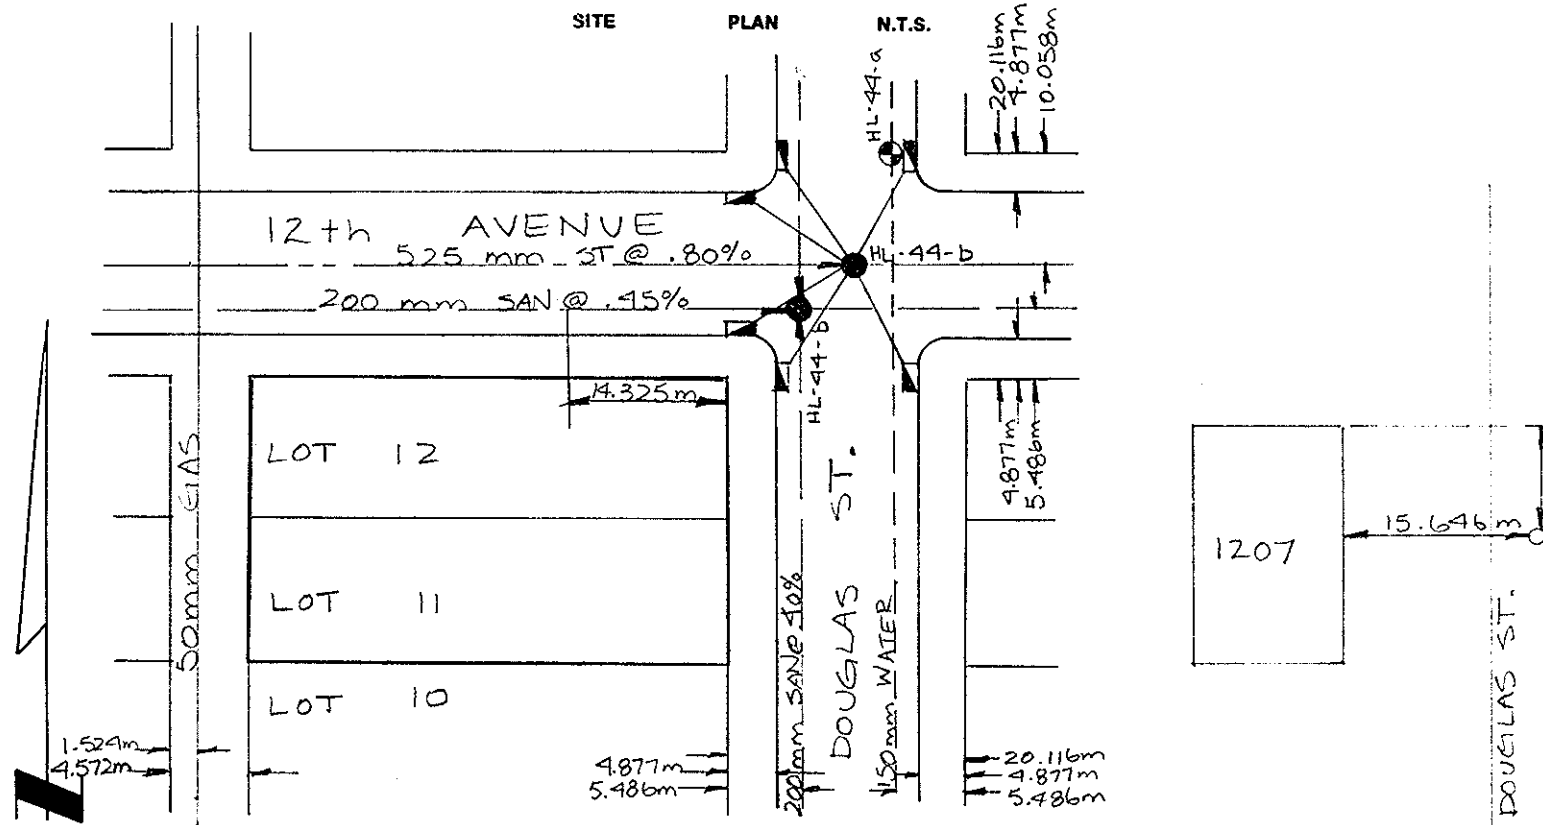 SITE PLAN N.T.S.
20.116m
4.877m
10.058m
HL-44-a
12th AVENUE
525 mm ST @ .80%
HL-44-b
200 mm SAN @ .45%
HL-44-b
14.325m
4.877m
5.486m
LOT 12
50mm GAS
LOT 11
LOT 10
DOUGLAS ST.
200mm SAN@.40%
150mm WATER
1207
15.646m
DOUGLAS ST.
1.524m
4.572m
4.877m
5.486m
20.116m
4.877m
5.486m